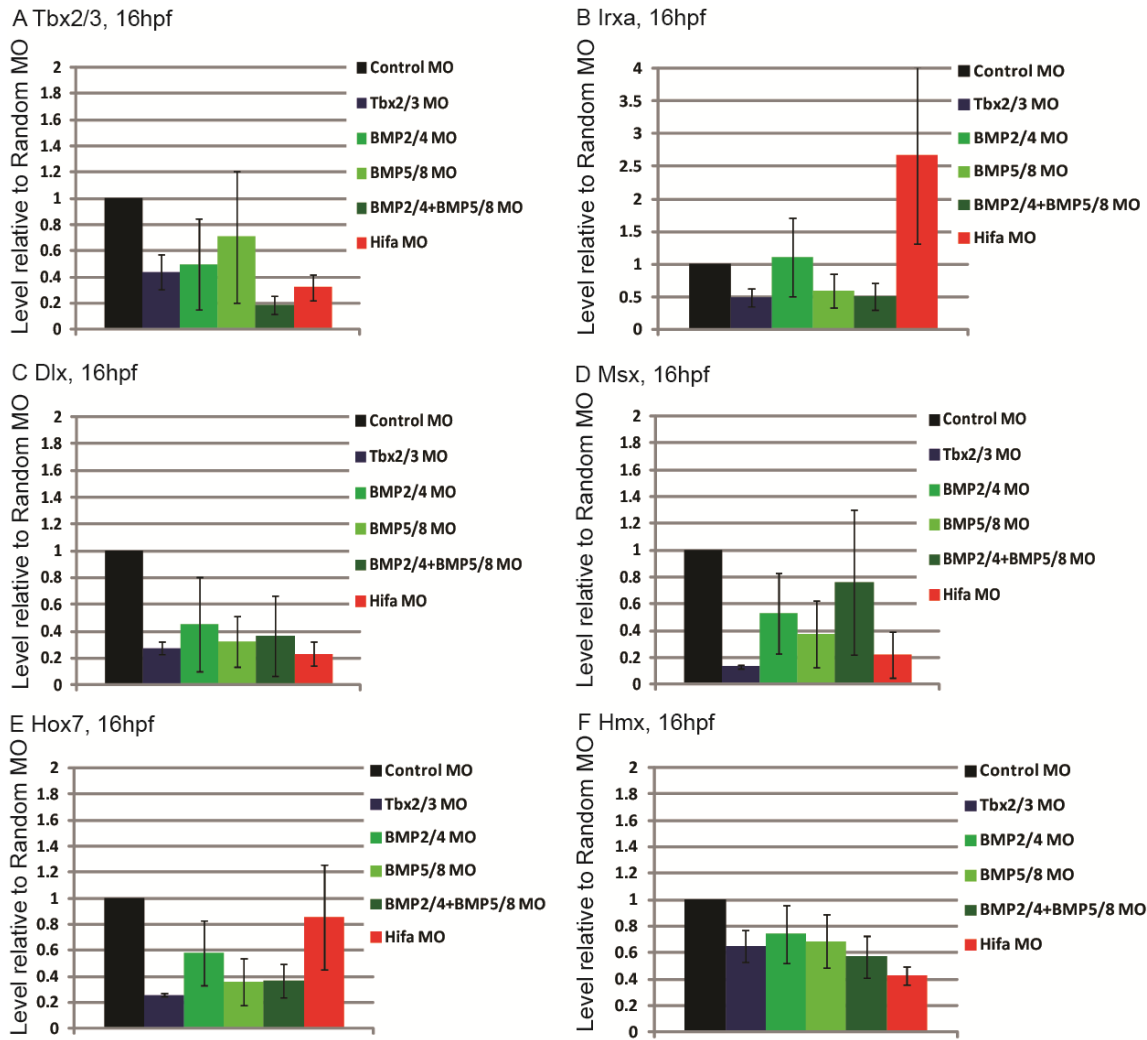 A Tbx2/3, 16hpf
Level relative to Random MO
2
1.8
1.6
1.4
1.2
1
0.8
0.6
0.4
0.2
0
Control MO
Tbx2/3 MO
BMP2/4 MO
BMP5/8 MO
BMP2/4+BMP5/8 MO
Hifa MO
B Irxa, 16hpf
Level relative to Random MO
4
3.5
3
2.5
2
1.5
1
0.5
0
Control MO
Tbx2/3 MO
BMP2/4 MO
BMP5/8 MO
BMP2/4+BMP5/8 MO
Hifa MO
C Dlx, 16hpf
Level relative to Random MO
2
1.8
1.6
1.4
1.2
1
0.8
0.6
0.4
0.2
0
Control MO
Tbx2/3 MO
BMP2/4 MO
BMP5/8 MO
BMP2/4+BMP5/8 MO
Hifa MO
D Msx, 16hpf
Level relative to Random MO
2
1.8
1.6
1.4
1.2
1
0.8
0.6
0.4
0.2
0
Control MO
Tbx2/3 MO
BMP2/4 MO
BMP5/8 MO
BMP2/4+BMP5/8 MO
Hifa MO
E Hox7, 16hpf
Level relative to Random MO
2
1.8
1.6
1.4
1.2
1
0.8
0.6
0.4
0.2
0
Control MO
Tbx2/3 MO
BMP2/4 MO
BMP5/8 MO
BMP2/4+BMP5/8 MO
Hifa MO
F Hmx, 16hpf
Level relative to Random MO
2
1.8
1.6
1.4
1.2
1
0.8
0.6
0.4
0.2
0
Control MO
Tbx2/3 MO
BMP2/4 MO
BMP5/8 MO
BMP2/4+BMP5/8 MO
Hifa MO